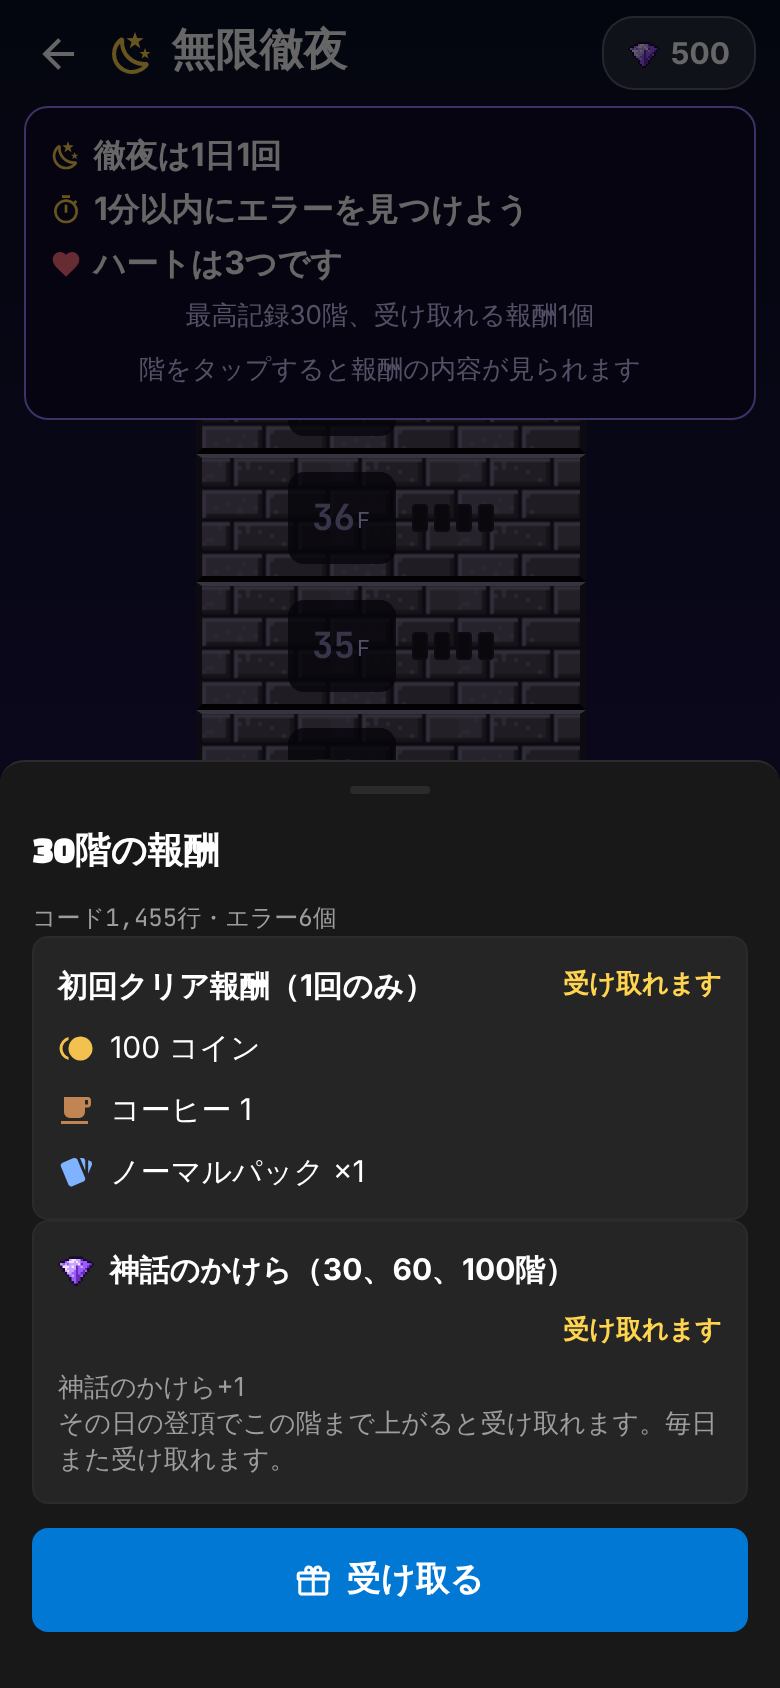 無限徹夜
500
徹夜は1日1回
1分以内にエラーを見つけよう
ハートは3つです
最高記録30階、受け取れる報酬1個
階をタップすると報酬の内容が見られます
36F
35F
30階の報酬
コード1,455行・エラー6個
初回クリア報酬（1回のみ）
受け取れます
100 コイン
コーヒー 1
ノーマルパック ×1
神話のかけら（30、60、100階）
受け取れます
神話のかけら+1
その日の登頂でこの階まで上がると受け取れます。毎日
また受け取れます。
受け取る